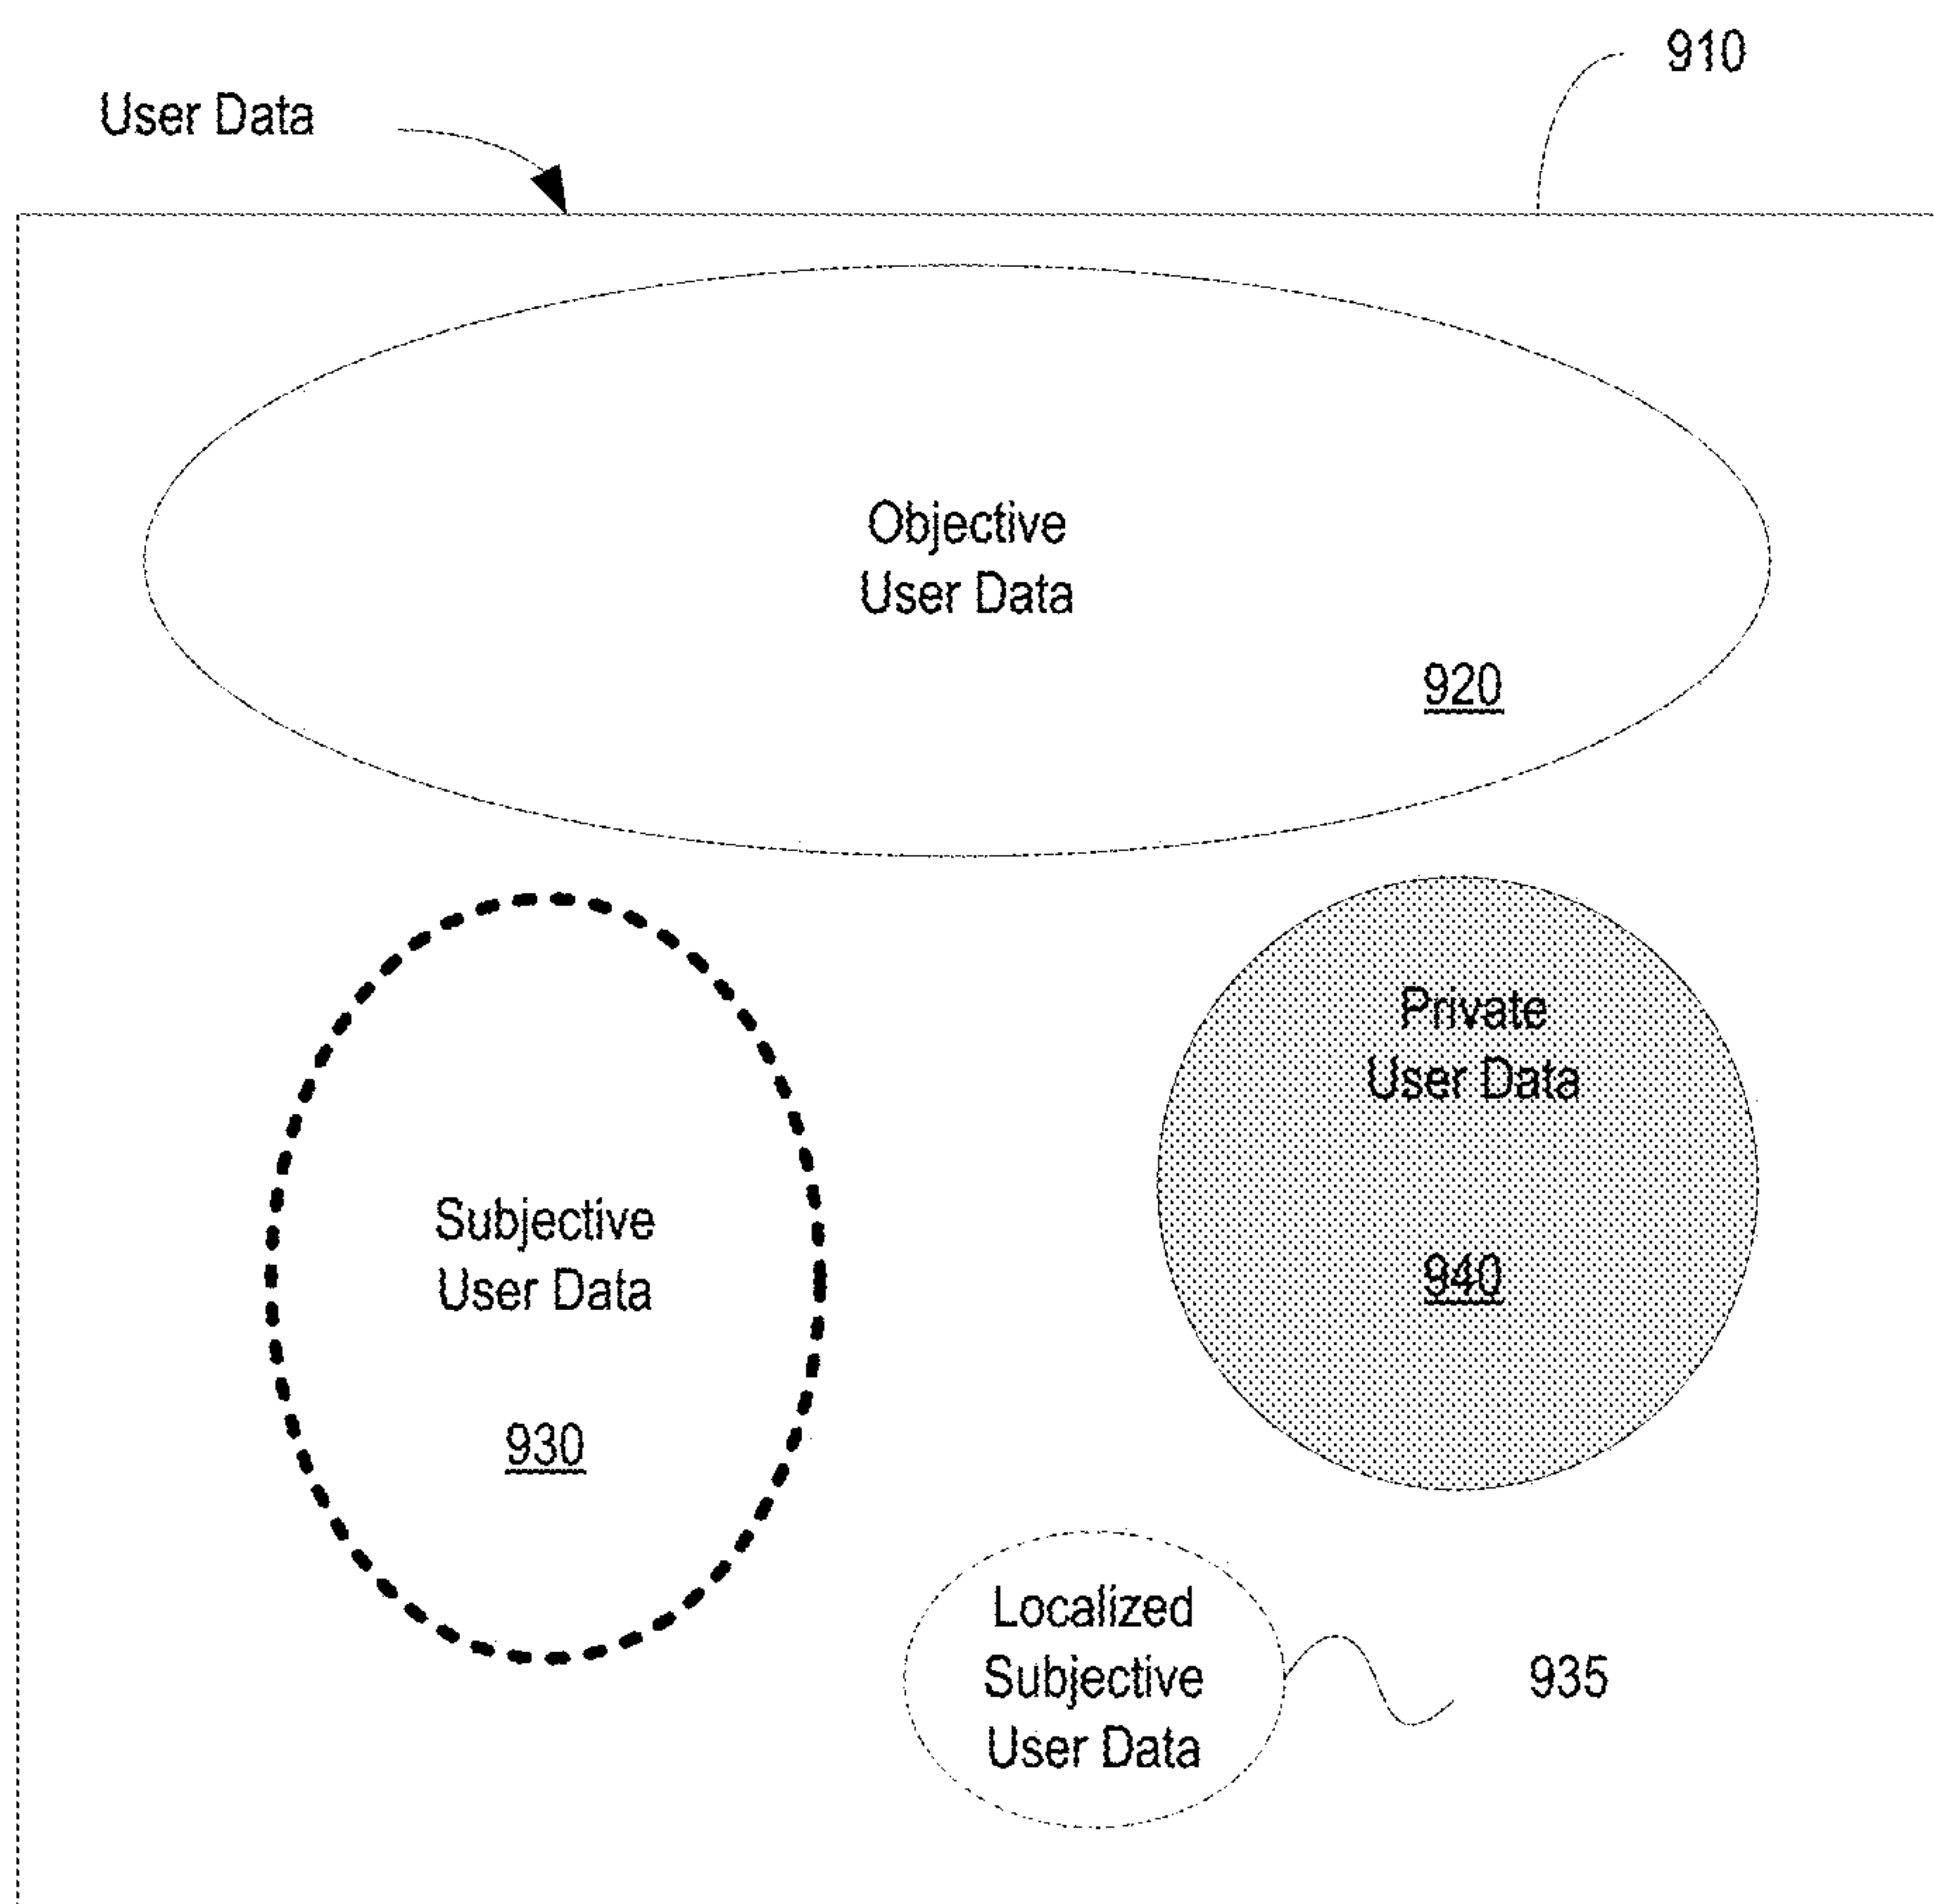 910
User Data
Objective
User Data
920
Private
User Data
Subjective
User Data
940
930
Localized
Subjective
User Data
935